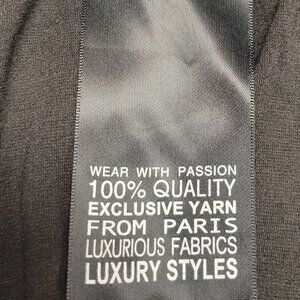 WEAR WITH PASSION
100% QUALITY
EXCLUSIVE YARN
FROM PARIS
LUXURIOUS FABRICS
LUXURY STYLES